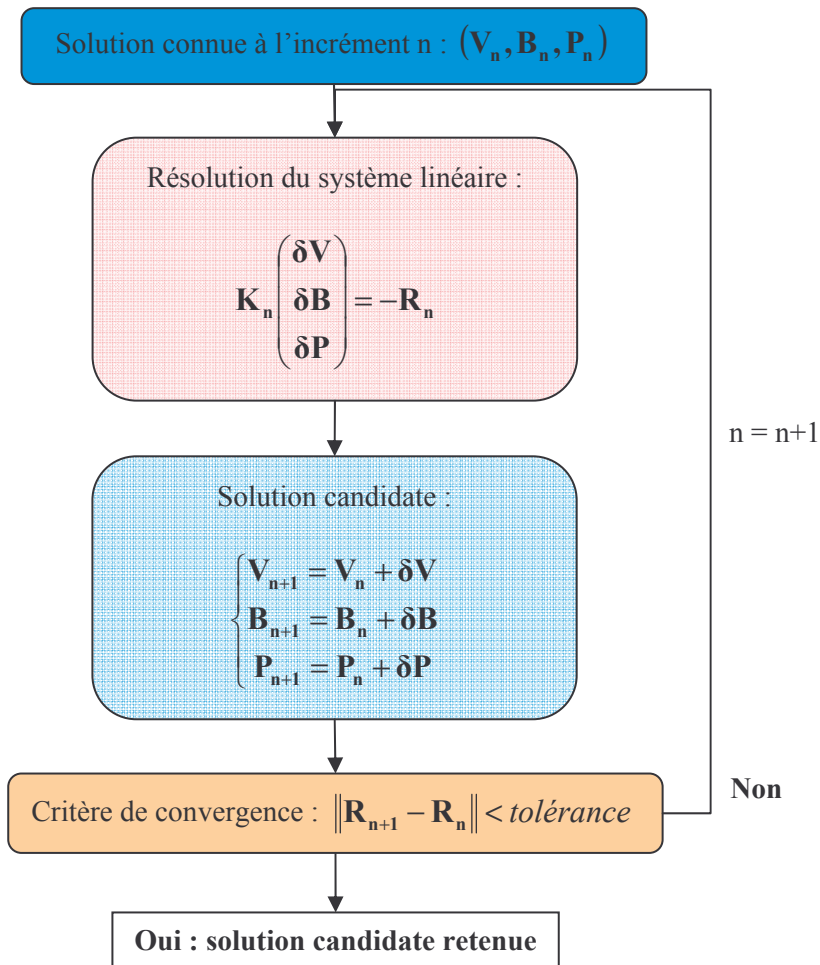 Solution connue à l'incrément n : (Vₙ, Bₙ, Pₙ)
Résolution du système linéaire :
Kₙ (δV δB δP) = −Rₙ
n = n+1
Solution candidate :
Vₙ₊₁ = Vₙ + δV
Bₙ₊₁ = Bₙ + δB
Pₙ₊₁ = Pₙ + δP
Critère de convergence : ‖Rₙ₊₁ − Rₙ‖ < tolérance
Non
Oui : solution candidate retenue